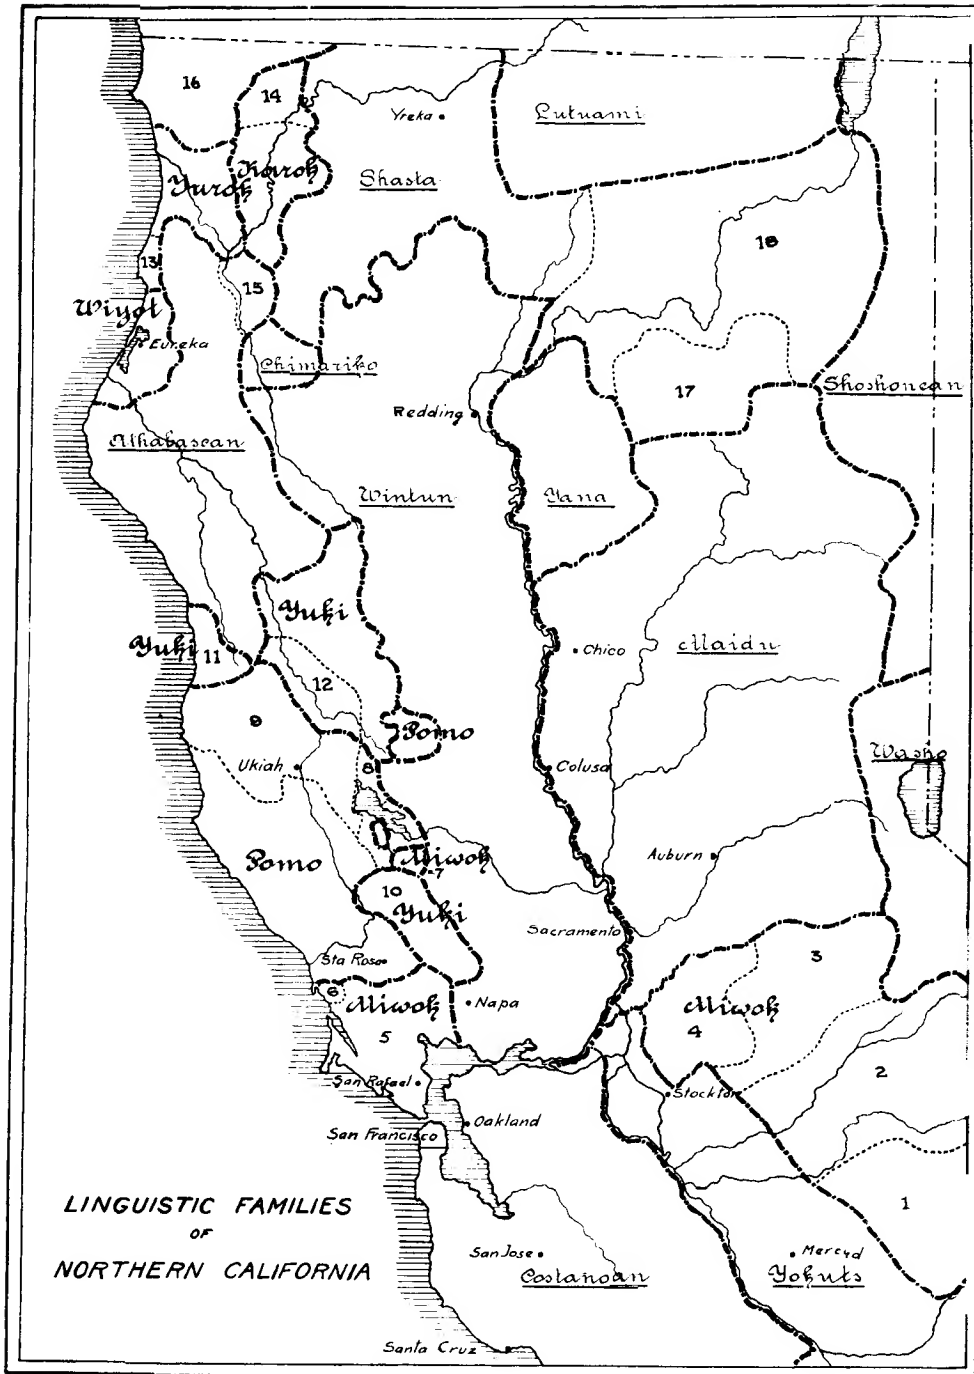 16
14
Yreka
Lutuami
Karok
Yurok
Shasta
18
13
15
Wiyot
Eureka
Chimariko
17
Shoshonean
Redding
Athabascan
Wintun
Yana
Yuki
Yuki
11
Chico
Maidu
12
9
Pomo
Washo
Ukiah
8
Colusa
Pomo
Miwok
7
Auburn
10
Yuki
Sacramento
3
Sta Rosa
6
Miwok
Napa
Miwok
4
5
2
San Rafael
Stockton
Oakland
San Francisco
LINGUISTIC FAMILIES
OF
NORTHERN CALIFORNIA
1
San Jose
Merced
Costanoan
Yokuts
Santa Cruz